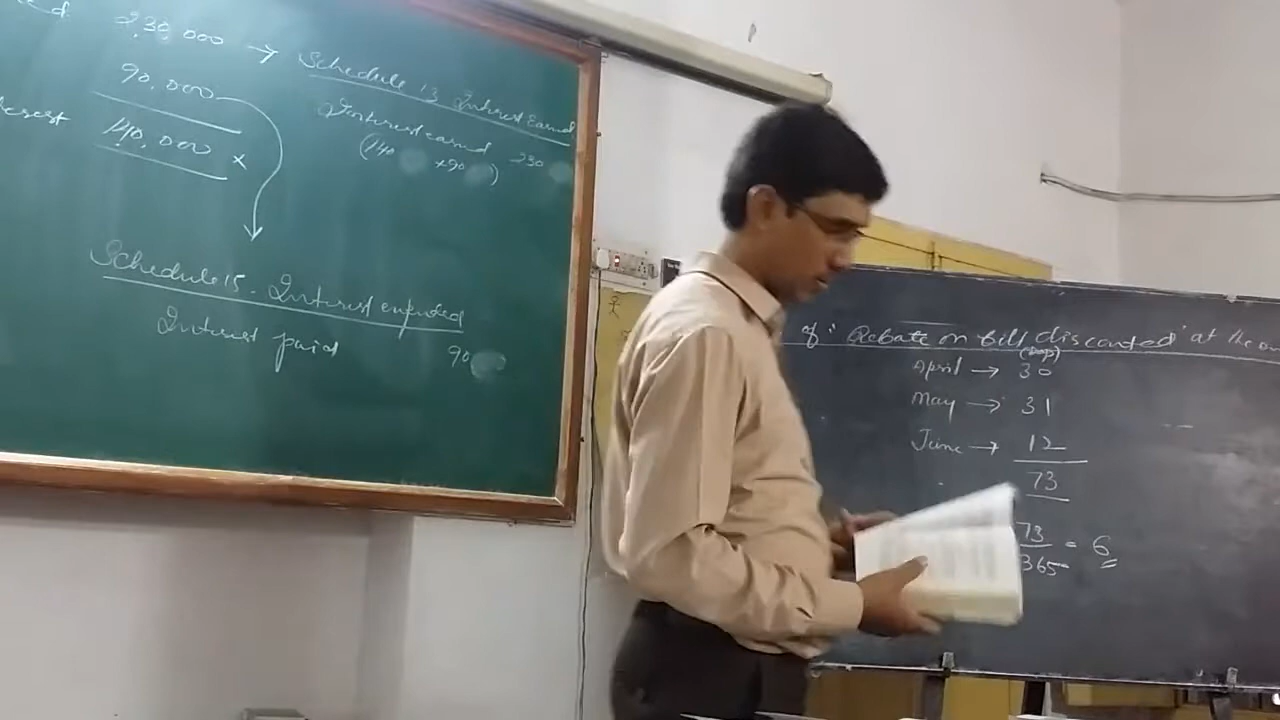 2,30,000 → Schedule 13 Interest Earned
90,000
140,000 ×
Interest earned 230
(140 + 90 )
Schedule 15 - Interest expended
Interest paid 90
of 'Rebate on bill discounted' at the
(Days)
April → 30
May → 31
June → 12
73
73
365 = 6